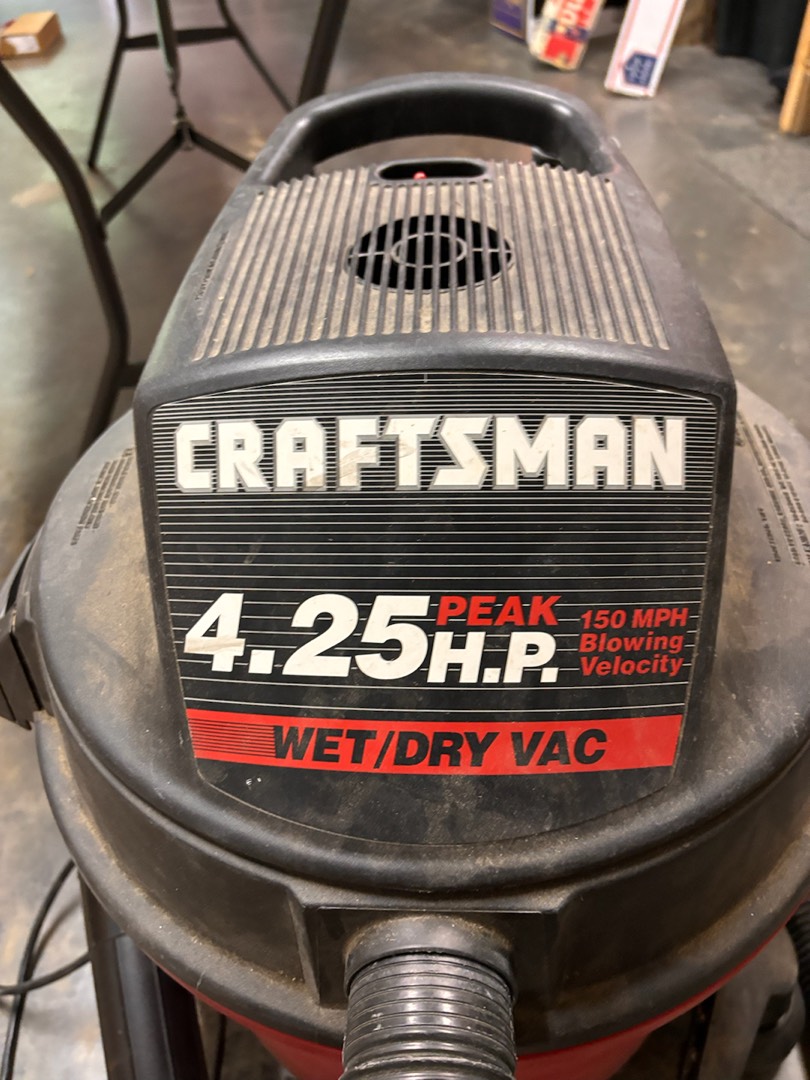 CRAFTSMAN
4.25 PEAK H.P.
150 MPH
Blowing
Velocity
WET/DRY VAC